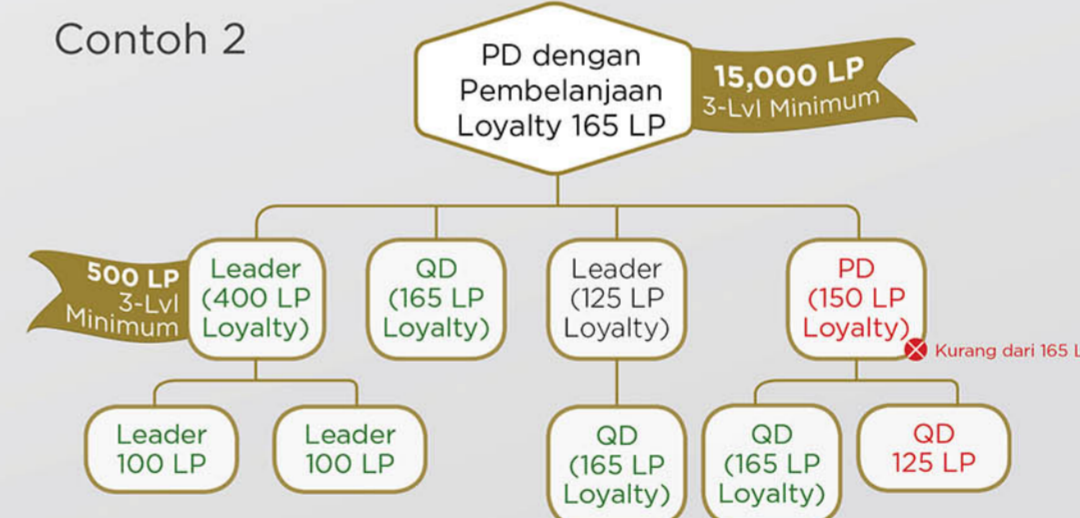 Contoh 2
PD dengan
Pembelanjaan
Loyalty 165 LP
15,000 LP
3-Lvl Minimum
500 LP
3-Lvl
Minimum
Leader
(400 LP
Loyalty)
QD
(165 LP
Loyalty)
Leader
(125 LP
Loyalty)
PD
(150 LP
Loyalty)
Kurang dari 165 L
Leader
100 LP
Leader
100 LP
QD
(165 LP
Loyalty)
QD
(165 LP
Loyalty)
QD
125 LP